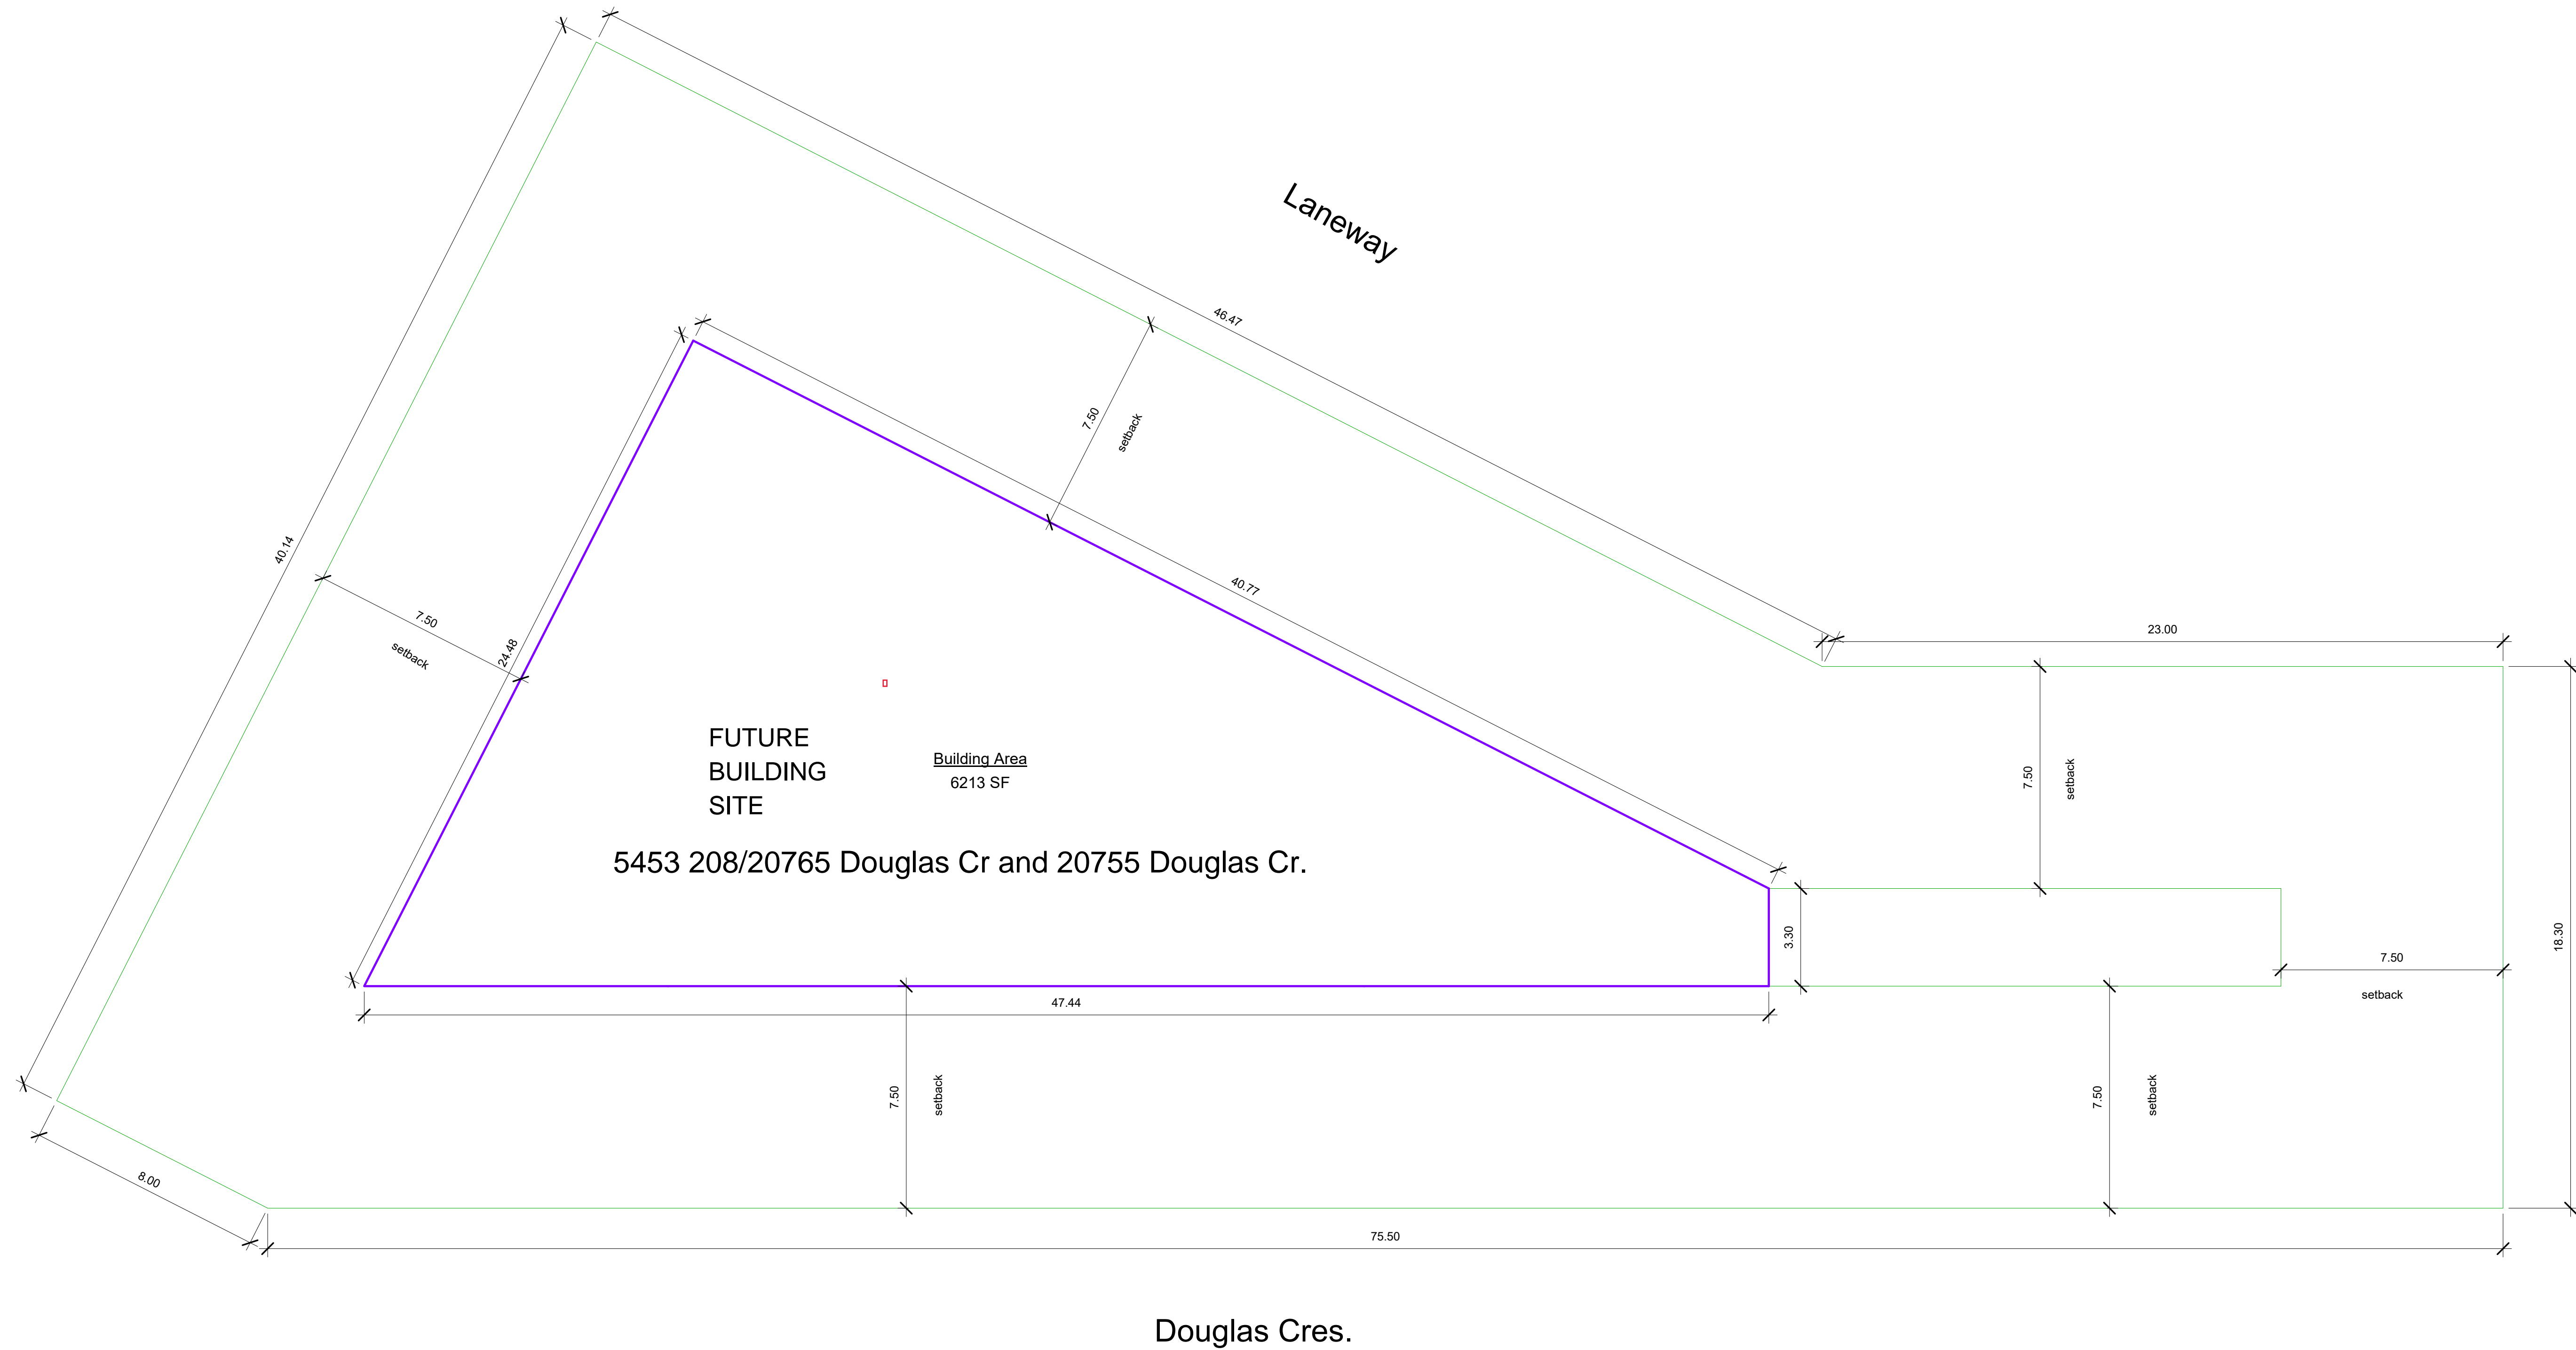 Laneway
46.47
40.14
7.50
setback
40.77
7.50
setback
24.48
23.00
FUTURE
BUILDING
SITE
Building Area
6213 SF
5453 208/20765 Douglas Cr and 20755 Douglas Cr.
7.50
setback
3.30
18.30
7.50
setback
47.44
7.50
setback
7.50
setback
8.00
75.50
Douglas Cres.